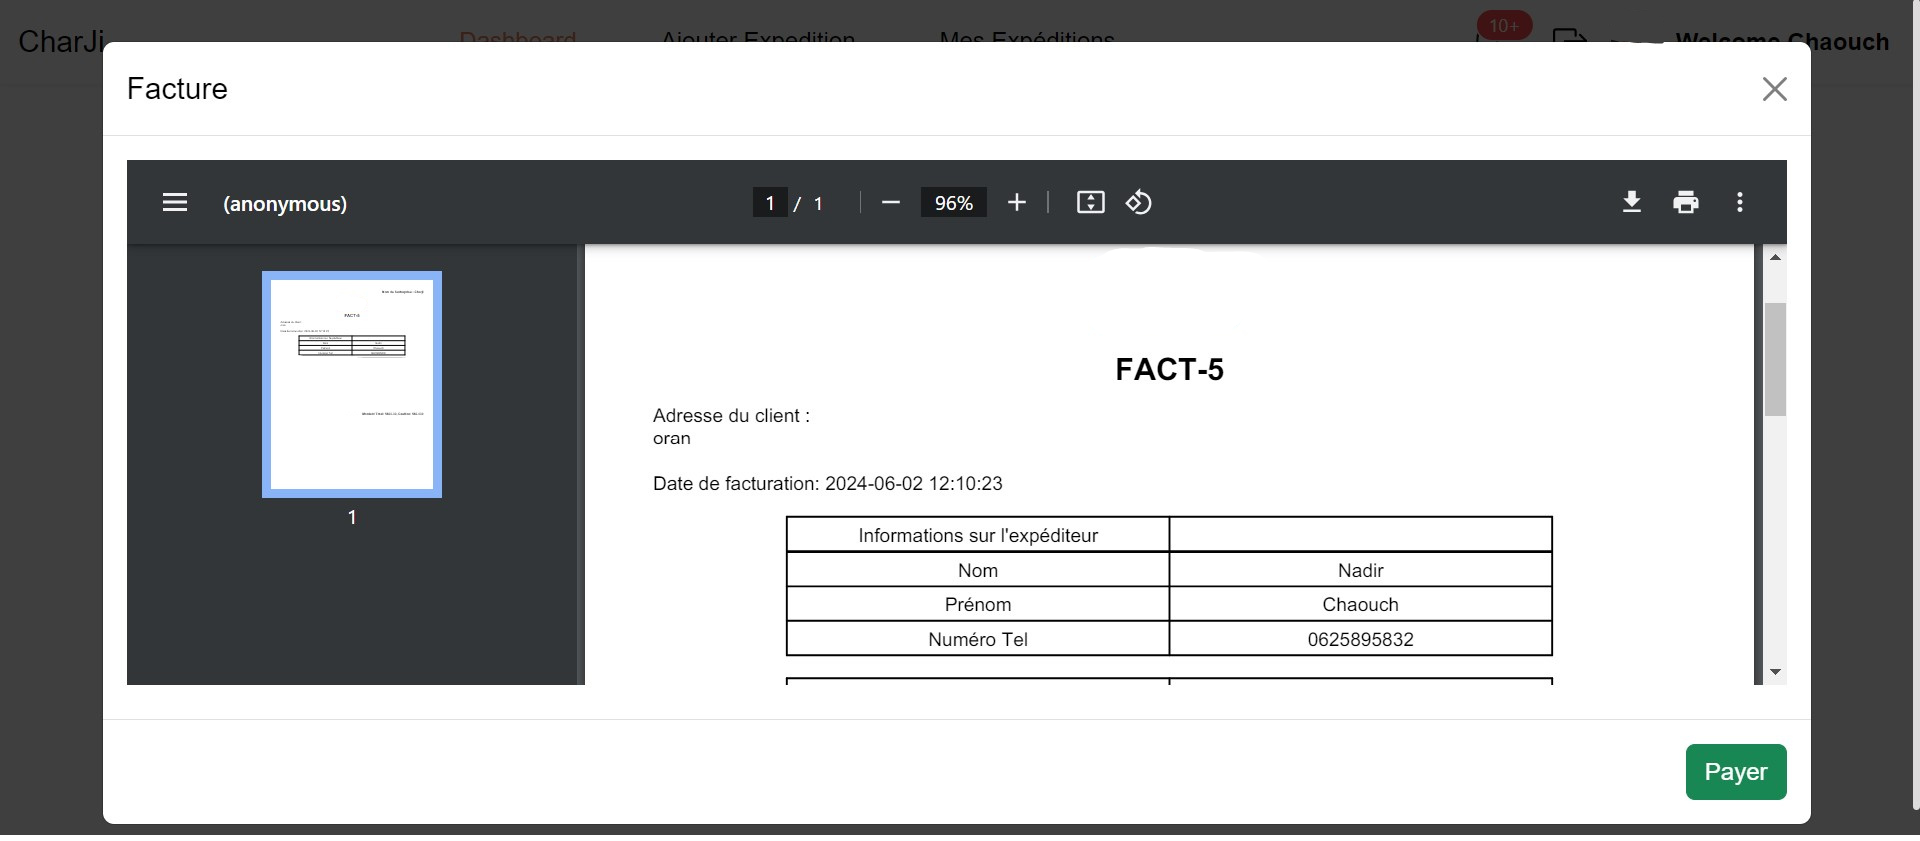 CharJi
Dashboard
Ajouter Expedition
Mes Expéditions
10+
Welcome Chaouch
Facture
(anonymous)
1 / 1
96%
1
FACT-5
Adresse du client :
oran
Date de facturation: 2024-06-02 12:10:23
Informations sur l'expéditeur
Nom Nadir
Prénom Chaouch
Numéro Tel 0625895832
Payer